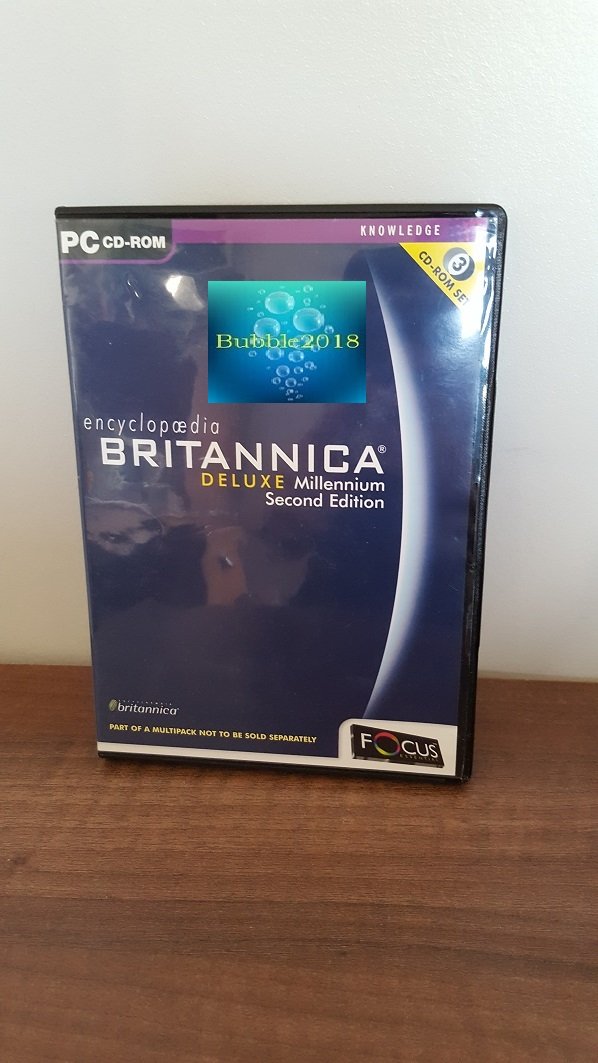 PC CD-ROM
KNOWLEDGE
3
CD-ROM SET
Bubble2018
encyclopædia
BRITANNICA®
DELUXE Millennium
Second Edition
britannica
PART OF A MULTIPACK NOT TO BE SOLD SEPARATELY
FOCUS
ESSENTIAL